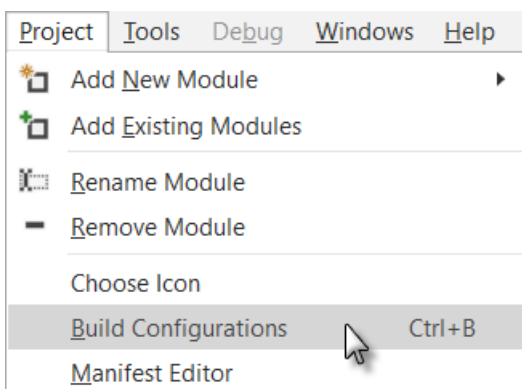 Project Tools Debug Windows Help
Add New Module
Add Existing Modules
Rename Module
Remove Module
Choose Icon
Build Configurations Ctrl+B
Manifest Editor